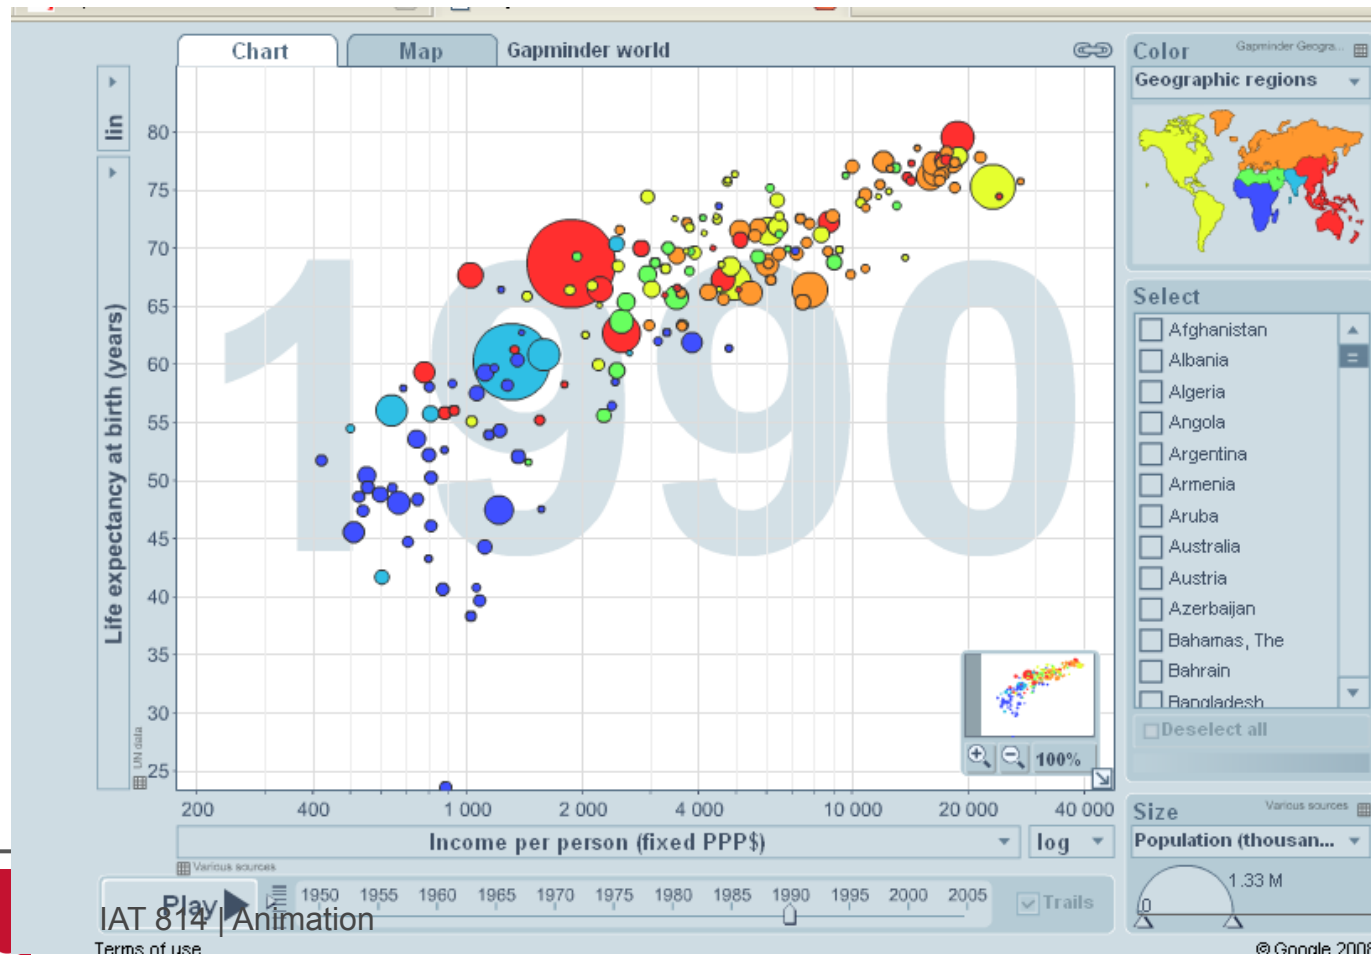 Chart
Map
Gapminder world
lin
Life expectancy at birth (years)
UN data
80
75
70
65
60
55
50
45
40
35
30
25
1990
200 400 1 000 2 000 4 000 10 000 20 000 40 000
Income per person (fixed PPP$)
log
Various sources
100%
Play
1950 1955 1960 1965 1970 1975 1980 1985 1990 1995 2000 2005
Trails
IAT 814 | Animation
Terms of use
Color
Gapminder Geogra...
Geographic regions
Select
Afghanistan
Albania
Algeria
Angola
Argentina
Armenia
Aruba
Australia
Austria
Azerbaijan
Bahamas, The
Bahrain
Bangladesh
Deselect all
Size
Various sources
Population (thousan...
1.33 M
0
© Google 2008